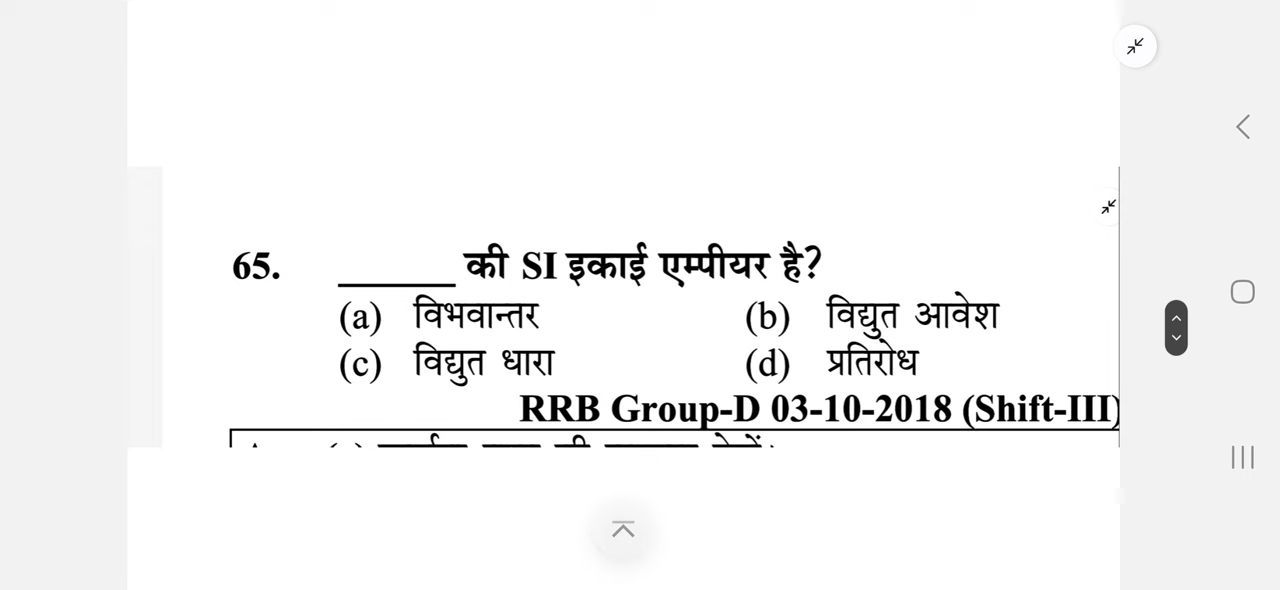 65. ______ की SI इकाई एम्पीयर है?
(a) विभवान्तर (b) विद्युत आवेश
(c) विद्युत धारा (d) प्रतिरोध
RRB Group-D 03-10-2018 (Shift-III)